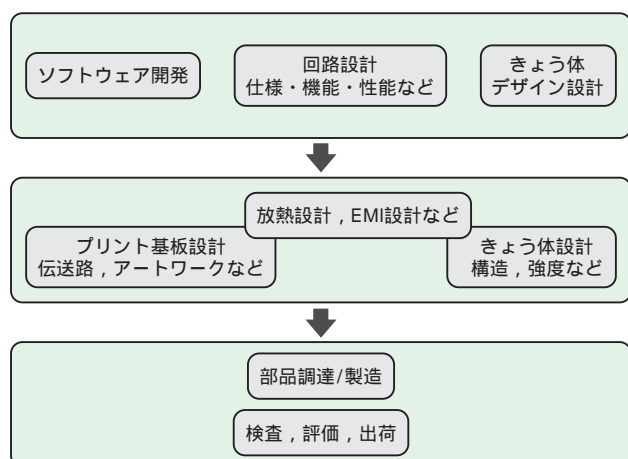 ソフトウェア開発
回路設計
仕様・機能・性能など
きょう体
デザイン設計
放熱設計，EMI設計など
プリント基板設計
伝送路，アートワークなど
きょう体設計
構造，強度など
部品調達/製造
検査，評価，出荷